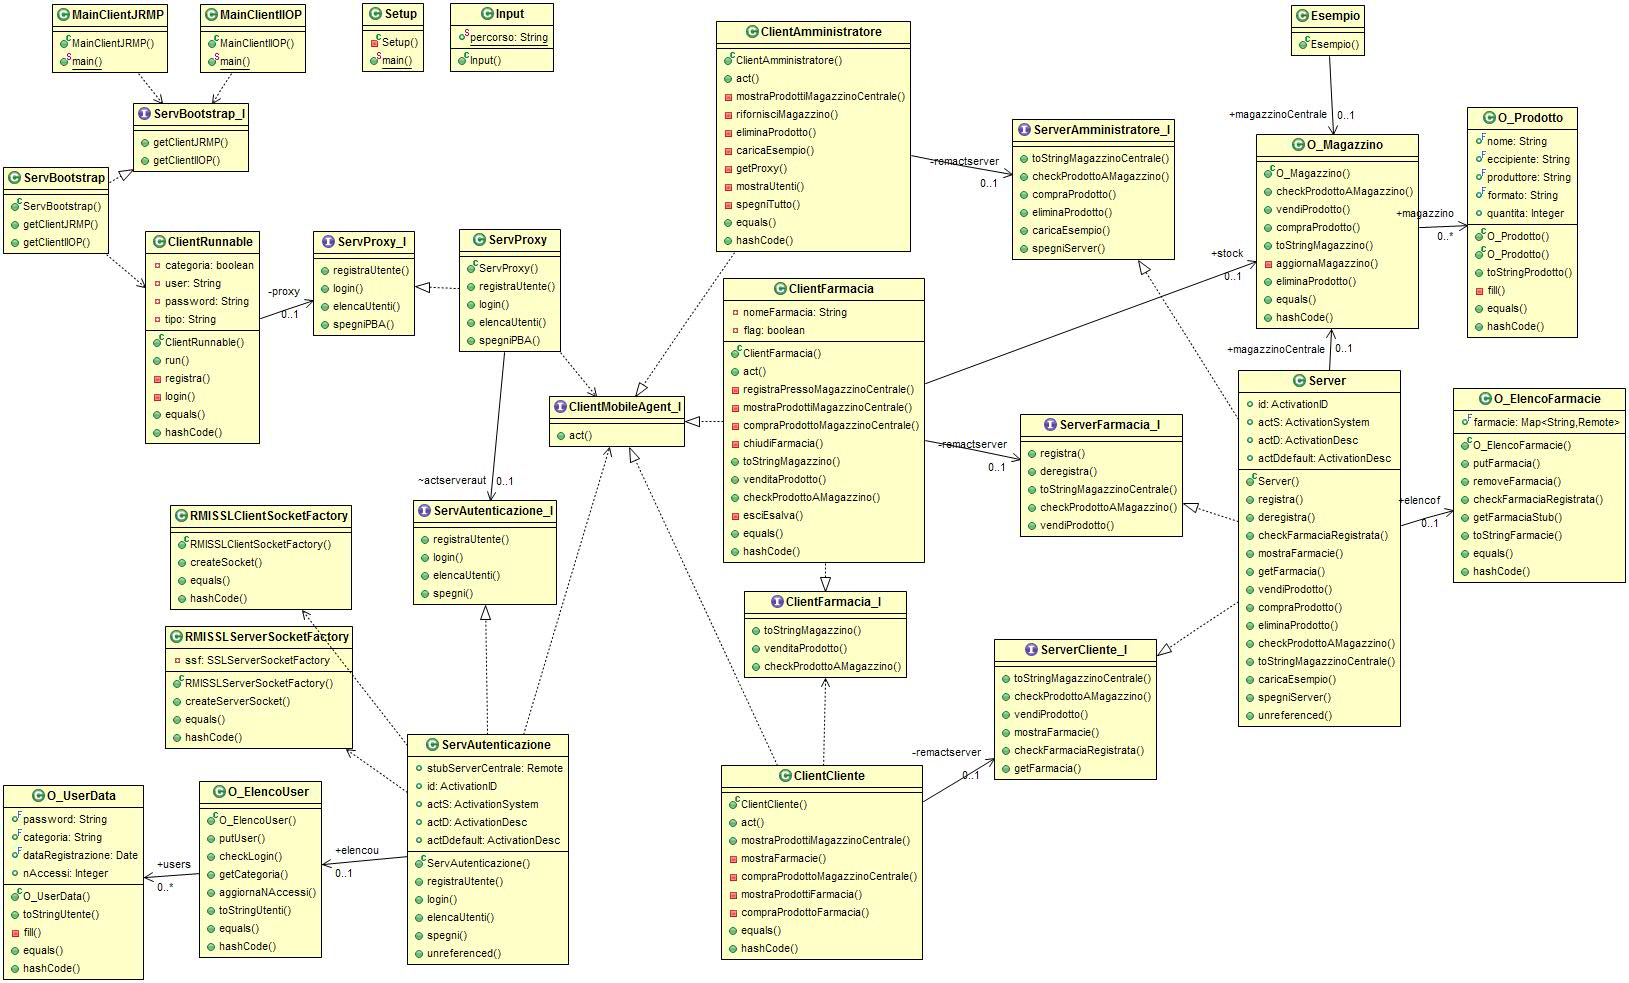 MainClientJRMP
MainClientJRMP()
main()
MainClientIIOP
MainClientIIOP()
main()
Setup
Setup()
main()
Input
percorso: String
Input()
ServBootstrap_I
getClientJRMP()
getClientIIOP()
ServBootstrap
ServBootstrap()
getClientJRMP()
getClientIIOP()
ClientRunnable
categoria: boolean
user: String
password: String
tipo: String
ClientRunnable()
run()
registra()
login()
equals()
hashCode()
-proxy
0..1
ServProxy_I
registraUtente()
login()
elencaUtenti()
spegniPBA()
ServProxy
ServProxy()
registraUtente()
login()
elencaUtenti()
spegniPBA()
ClientMobileAgent_I
act()
~actserveraut
0..1
ServAutenticazione_I
registraUtente()
login()
elencaUtenti()
spegni()
RMISSLClientSocketFactory
RMISSLClientSocketFactory()
createSocket()
equals()
hashCode()
RMISSLServerSocketFactory
ssf: SSLServerSocketFactory
RMISSLServerSocketFactory()
createServerSocket()
equals()
hashCode()
O_UserData
password: String
categoria: String
dataRegistrazione: Date
nAccessi: Integer
O_UserData()
toStringUtente()
fill()
equals()
hashCode()
+users
0..*
O_ElencoUser
O_ElencoUser()
putUser()
checkLogin()
getCategoria()
aggiornaNAccessi()
toStringUtenti()
equals()
hashCode()
+elencou
0..1
ServAutenticazione
stubServerCentrale: Remote
id: ActivationID
actS: ActivationSystem
actD: ActivationDesc
actDdefault: ActivationDesc
ServAutenticazione()
registraUtente()
login()
elencaUtenti()
spegni()
unreferenced()
ClientAmministratore
ClientAmministratore()
act()
mostraProdottiMagazzinoCentrale()
rifornisciMagazzino()
eliminaProdotto()
caricaEsempio()
getProxy()
mostraUtenti()
spegniTutto()
equals()
hashCode()
-remactserver
0..1
ServerAmministratore_I
toStringMagazzinoCentrale()
checkProdottoAMagazzino()
compraProdotto()
eliminaProdotto()
caricaEsempio()
spegniServer()
ClientFarmacia
nomeFarmacia: String
flag: boolean
ClientFarmacia()
act()
registraPressoMagazzinoCentrale()
mostraProdottiMagazzinoCentrale()
compraProdottoMagazzinoCentrale()
chiudiFarmacia()
toStringMagazzino()
venditaProdotto()
checkProdottoAMagazzino()
esciEsalva()
equals()
hashCode()
+stock
0..1
-remactserver
0..1
ServerFarmacia_I
registra()
deregistra()
toStringMagazzinoCentrale()
checkProdottoAMagazzino()
vendiProdotto()
ClientFarmacia_I
toStringMagazzino()
venditaProdotto()
checkProdottoAMagazzino()
ClientCliente
ClientCliente()
act()
mostraProdottiMagazzinoCentrale()
mostraFarmacie()
compraProdottoMagazzinoCentrale()
mostraProdottiFarmacia()
compraProdottoFarmacia()
equals()
hashCode()
-remactserver
0..1
ServerCliente_I
toStringMagazzinoCentrale()
checkProdottoAMagazzino()
vendiProdotto()
mostraFarmacie()
checkFarmaciaRegistrata()
getFarmacia()
Esempio
Esempio()
+magazzinoCentrale
0..1
O_Magazzino
O_Magazzino()
checkProdottoAMagazzino()
vendiProdotto()
compraProdotto()
toStringMagazzino()
aggiornaMagazzino()
eliminaProdotto()
equals()
hashCode()
+magazzino
0..*
O_Prodotto
nome: String
eccipiente: String
produttore: String
formato: String
quantita: Integer
O_Prodotto()
O_Prodotto()
toStringProdotto()
fill()
equals()
hashCode()
+magazzinoCentrale
0..1
Server
id: ActivationID
actS: ActivationSystem
actD: ActivationDesc
actDdefault: ActivationDesc
Server()
registra()
deregistra()
checkFarmaciaRegistrata()
mostraFarmacie()
getFarmacia()
vendiProdotto()
compraProdotto()
eliminaProdotto()
checkProdottoAMagazzino()
toStringMagazzinoCentrale()
caricaEsempio()
spegniServer()
unreferenced()
+elencof
0..1
O_ElencoFarmacie
farmacie: Map<String,Remote>
O_ElencoFarmacie()
putFarmacia()
removeFarmacia()
checkFarmaciaRegistrata()
getFarmaciaStub()
toStringFarmacie()
equals()
hashCode()